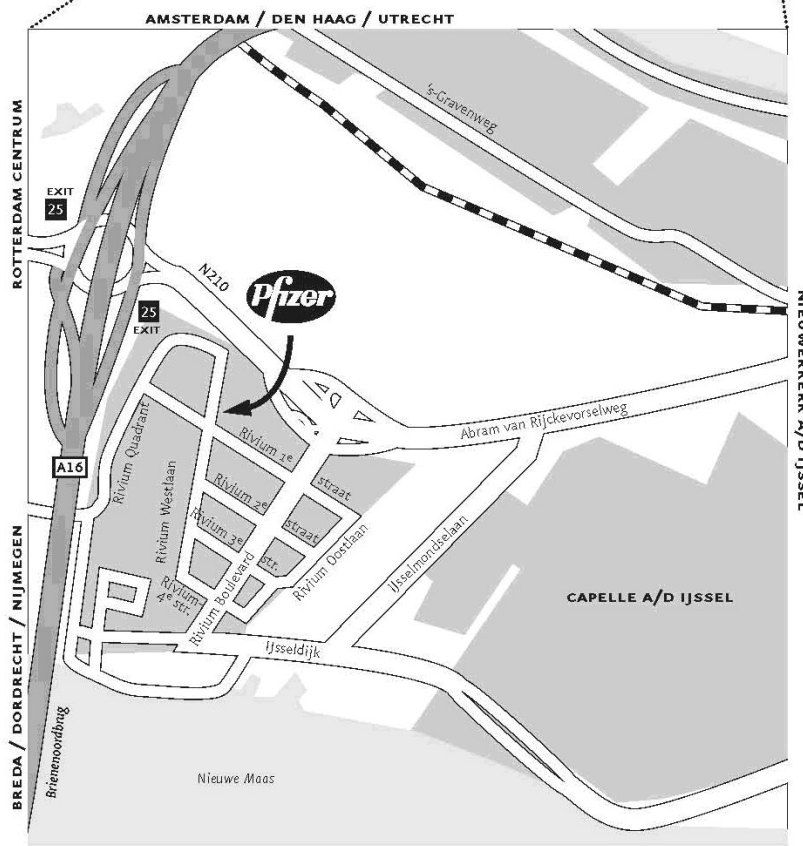 AMSTERDAM / DEN HAAG / UTRECHT
ROTTERDAM CENTRUM
's-Gravenweg
EXIT
25
N210
Pfizer
25
EXIT
NIEUWERKERK A/D IJSSEL
Abram van Rijckevorselweg
A16
Rivium Quadrant
Rivium Westlaan
Rivium 1e
straat
Rivium 2e
straat
Rivium 3e
str.
Rivium
4e str.
Rivium Boulevard
Rivium Oostlaan
IJsselmondselaan
CAPELLE A/D IJSSEL
IJsseldijk
BREDA / DORDRECHT / NIJMEGEN
Brienenoordbrug
Nieuwe Maas